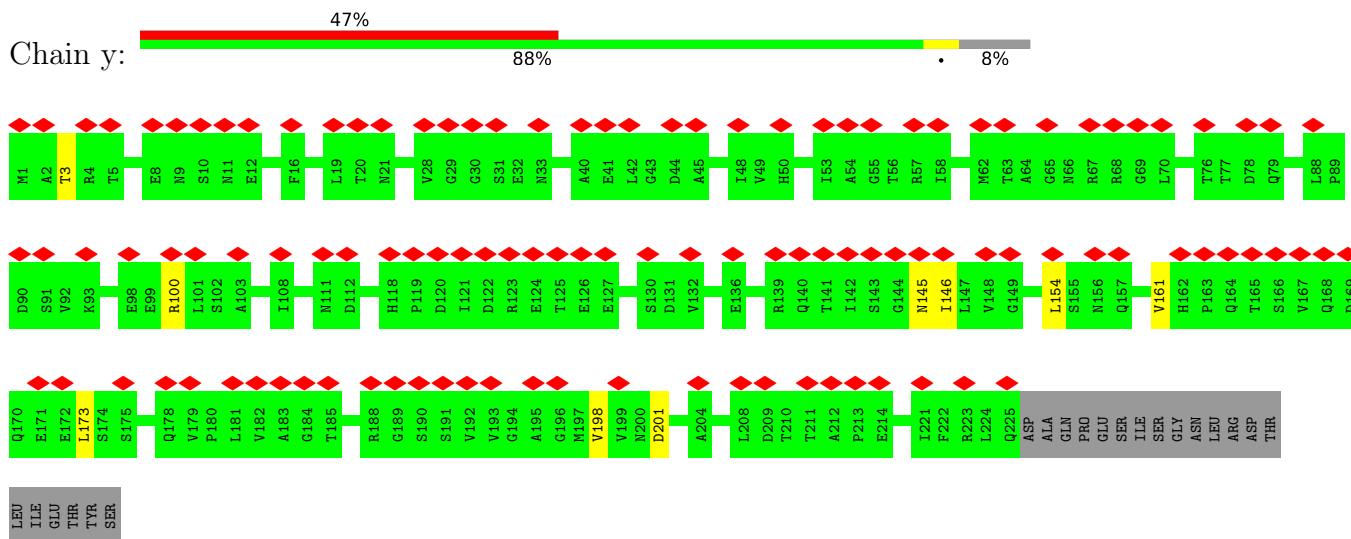 47%
Chain y:
88%
•
8%
M1 A2 T3 R4 T5 E8 N9 S10 N11 E12 F16 L19 T20 N21 V28 G29 G30 S31 E32 N33 A40 E41 L42 G43 D44 A45 I48 V49 H50 I53 A54 G55 T56 R57 I58 M62 T63 A64 G65 N66 R67 R68 G69 L70 T76 T77 D78 Q79 L88 P89
D90 S91 V92 K93 E98 E99 R100 L101 S102 A103 I108 N111 D112 H118 P119 D120 I121 D122 R123 E124 T125 E126 E127 S130 D131 V132 E136 R139 Q140 T141 I142 S143 G144 N145 I146 L147 V148 G149 L154 S155 N156 Q157 V161 H162 P163 Q164 T165 S166 V167 Q168 D169
Q170 E171 E172 L173 S174 S175 Q178 V179 P180 L181 V182 A183 G184 T185 R188 G189 S190 S191 V192 V193 G194 A195 G196 M197 V198 V199 N200 D201 A204 L208 D209 T210 T211 A212 P213 E214 I221 F222 R223 L224 Q225 ASP ALA GLN PRO GLU SER ILE SER GLY ASN LEU ARG ASP THR
LEU ILE GLU THR TYR SER